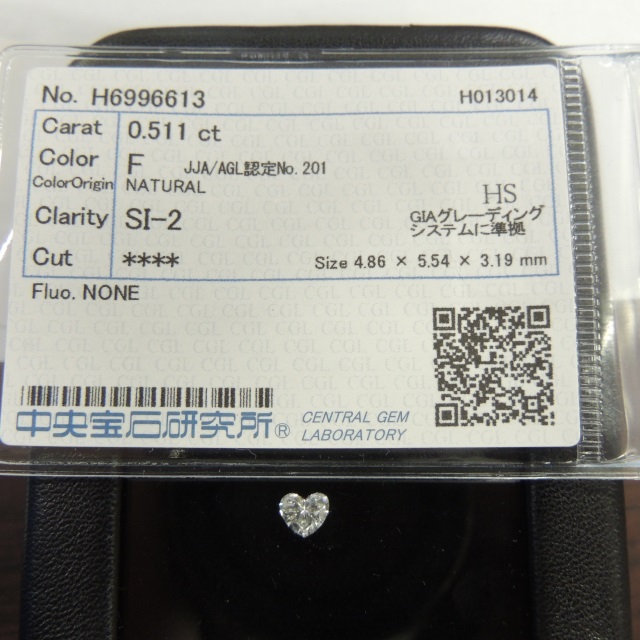 No. H6996613 H013014
Carat 0.511 ct
Color F JJA/AGL認定No.201
ColorOrigin NATURAL
Clarity SI-2 HS
GIAグレーディング
システムに準拠
Cut **** Size 4.86 × 5.54 × 3.19 mm
Fluo. NONE
中央宝石研究所® CENTRAL GEM
LABORATORY